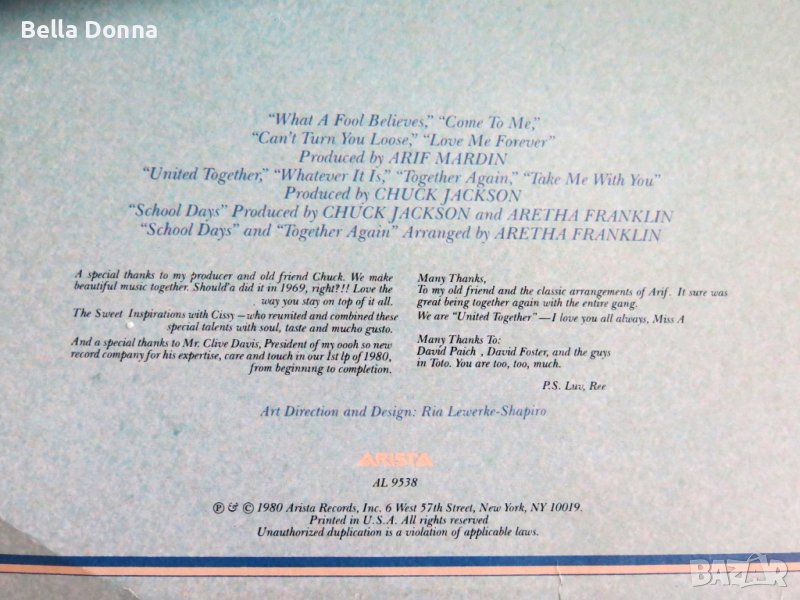 Bella Donna
“What A Fool Believes,” “Come To Me,”
“Can't Turn You Loose,” “Love Me Forever”
Produced by ARIF MARDIN
“United Together,” “Whatever It Is,” “Together Again,” “Take Me With You”
Produced by CHUCK JACKSON
“School Days” Produced by CHUCK JACKSON and ARETHA FRANKLIN
“School Days” and “Together Again” Arranged by ARETHA FRANKLIN
A special thanks to my producer and old friend Chuck. We make
beautiful music together. Should'a did it in 1969, right?!! Love the
way you stay on top of it all.
The Sweet Inspirations with Cissy—who reunited and combined these
special talents with soul, taste and mucho gusto.
And a special thanks to Mr. Clive Davis, President of my oooh so new
record company for his expertise, care and touch in our 1st lp of 1980,
from beginning to completion.
Many Thanks,
To my old friend and the classic arrangements of Arif. It sure was
great being together again with the entire gang.
We are “United Together”—I love you all always, Miss A
Many Thanks To:
David Paich , David Foster, and the guys
in Toto. You are too, too, much.
P.S. Luv, Ree
Art Direction and Design: Ria Lewerke-Shapiro
ARISTA
AL 9538
℗ & © 1980 Arista Records, Inc. 6 West 57th Street, New York, NY 10019.
Printed in U.S.A. All rights reserved
Unauthorized duplication is a violation of applicable laws.
BAZAR